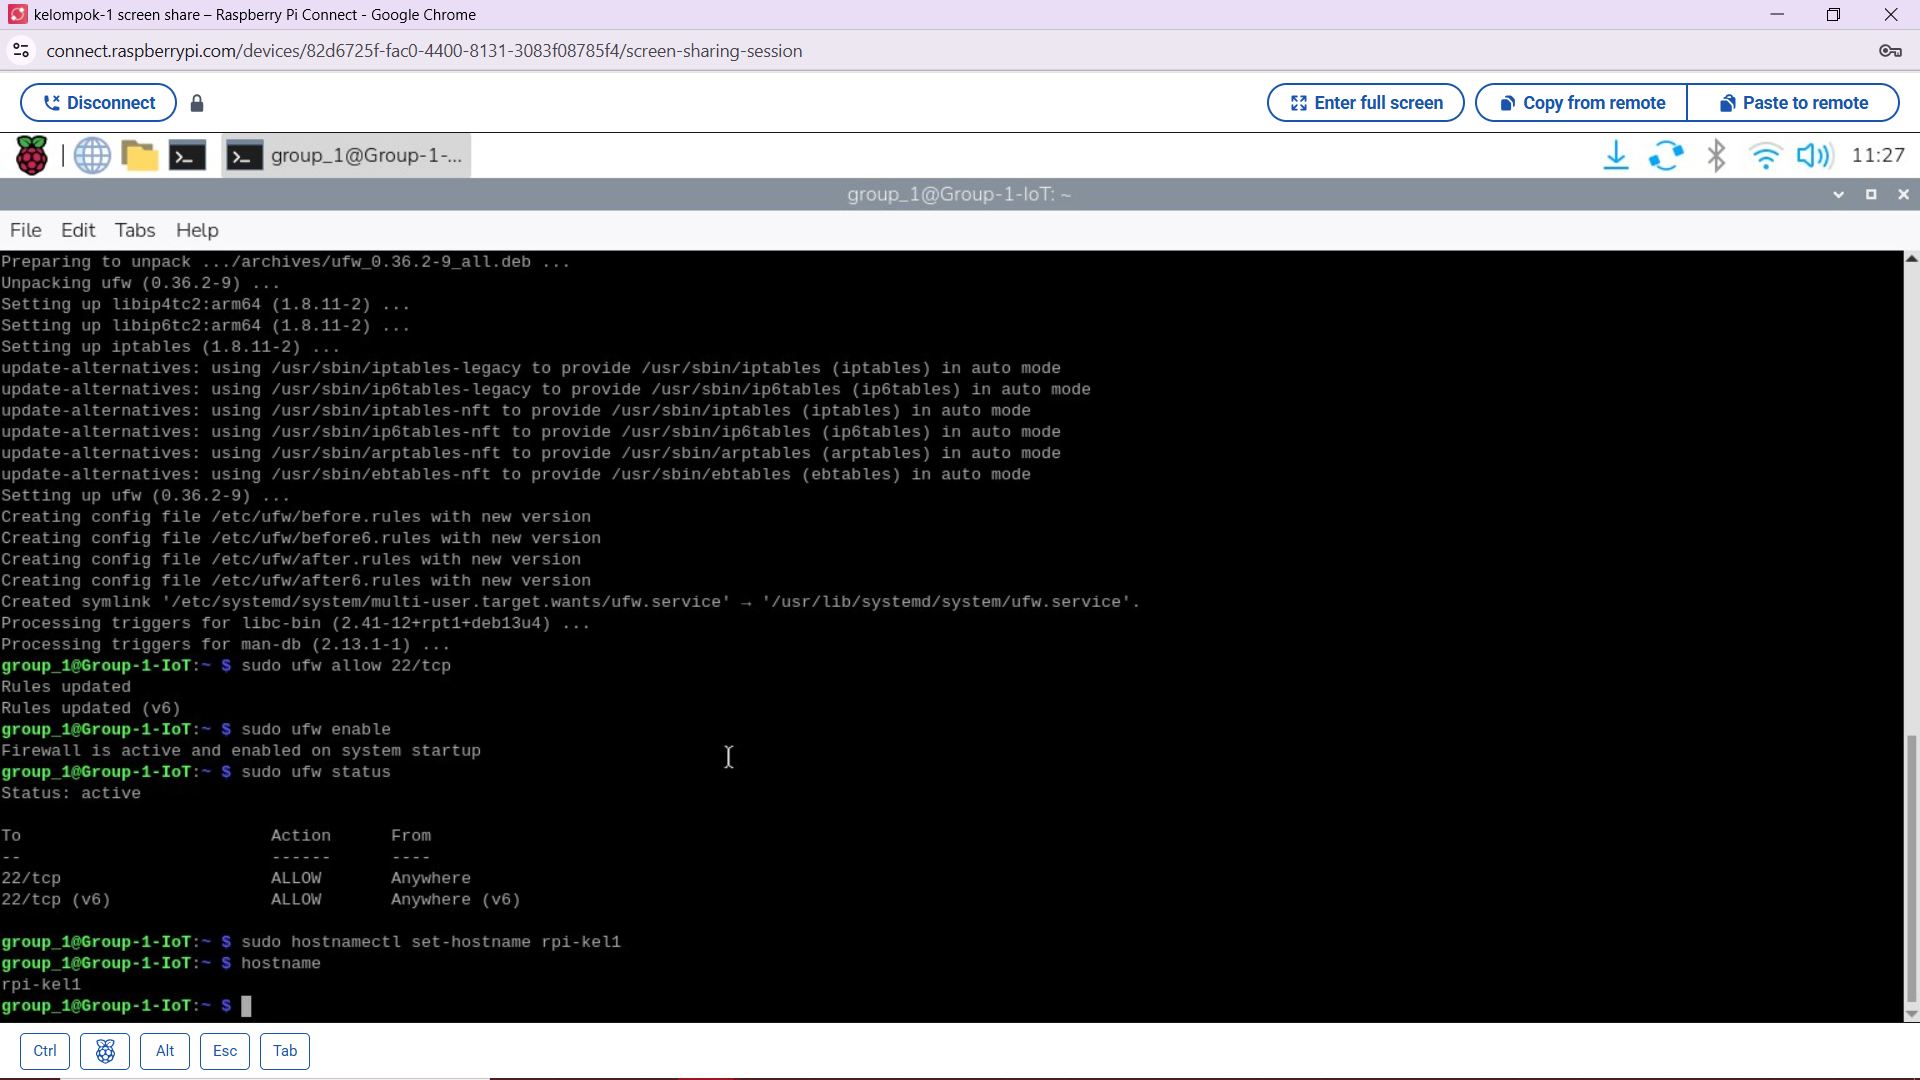 kelompok-1 screen share – Raspberry Pi Connect - Google Chrome
connect.raspberrypi.com/devices/82d6725f-fac0-4400-8131-3083f08785f4/screen-sharing-session
Disconnect Enter full screen Copy from remote Paste to remote
group_1@Group-1-... 11:27
group_1@Group-1-IoT: ~
File Edit Tabs Help
Preparing to unpack .../archives/ufw_0.36.2-9_all.deb ...
Unpacking ufw (0.36.2-9) ...
Setting up libip4tc2:arm64 (1.8.11-2) ...
Setting up libip6tc2:arm64 (1.8.11-2) ...
Setting up iptables (1.8.11-2) ...
update-alternatives: using /usr/sbin/iptables-legacy to provide /usr/sbin/iptables (iptables) in auto mode
update-alternatives: using /usr/sbin/ip6tables-legacy to provide /usr/sbin/ip6tables (ip6tables) in auto mode
update-alternatives: using /usr/sbin/iptables-nft to provide /usr/sbin/iptables (iptables) in auto mode
update-alternatives: using /usr/sbin/ip6tables-nft to provide /usr/sbin/ip6tables (ip6tables) in auto mode
update-alternatives: using /usr/sbin/arptables-nft to provide /usr/sbin/arptables (arptables) in auto mode
update-alternatives: using /usr/sbin/ebtables-nft to provide /usr/sbin/ebtables (ebtables) in auto mode
Setting up ufw (0.36.2-9) ...
Creating config file /etc/ufw/before.rules with new version
Creating config file /etc/ufw/before6.rules with new version
Creating config file /etc/ufw/after.rules with new version
Creating config file /etc/ufw/after6.rules with new version
Created symlink '/etc/systemd/system/multi-user.target.wants/ufw.service' → '/usr/lib/systemd/system/ufw.service'.
Processing triggers for libc-bin (2.41-12+rpt1+deb13u4) ...
Processing triggers for man-db (2.13.1-1) ...
group_1@Group-1-IoT:~ $ sudo ufw allow 22/tcp
Rules updated
Rules updated (v6)
group_1@Group-1-IoT:~ $ sudo ufw enable
Firewall is active and enabled on system startup
group_1@Group-1-IoT:~ $ sudo ufw status
Status: active
To Action From
-- ------ ----
22/tcp ALLOW Anywhere
22/tcp (v6) ALLOW Anywhere (v6)
group_1@Group-1-IoT:~ $ sudo hostnamectl set-hostname rpi-kel1
group_1@Group-1-IoT:~ $ hostname
rpi-kel1
group_1@Group-1-IoT:~ $
Ctrl Alt Esc Tab